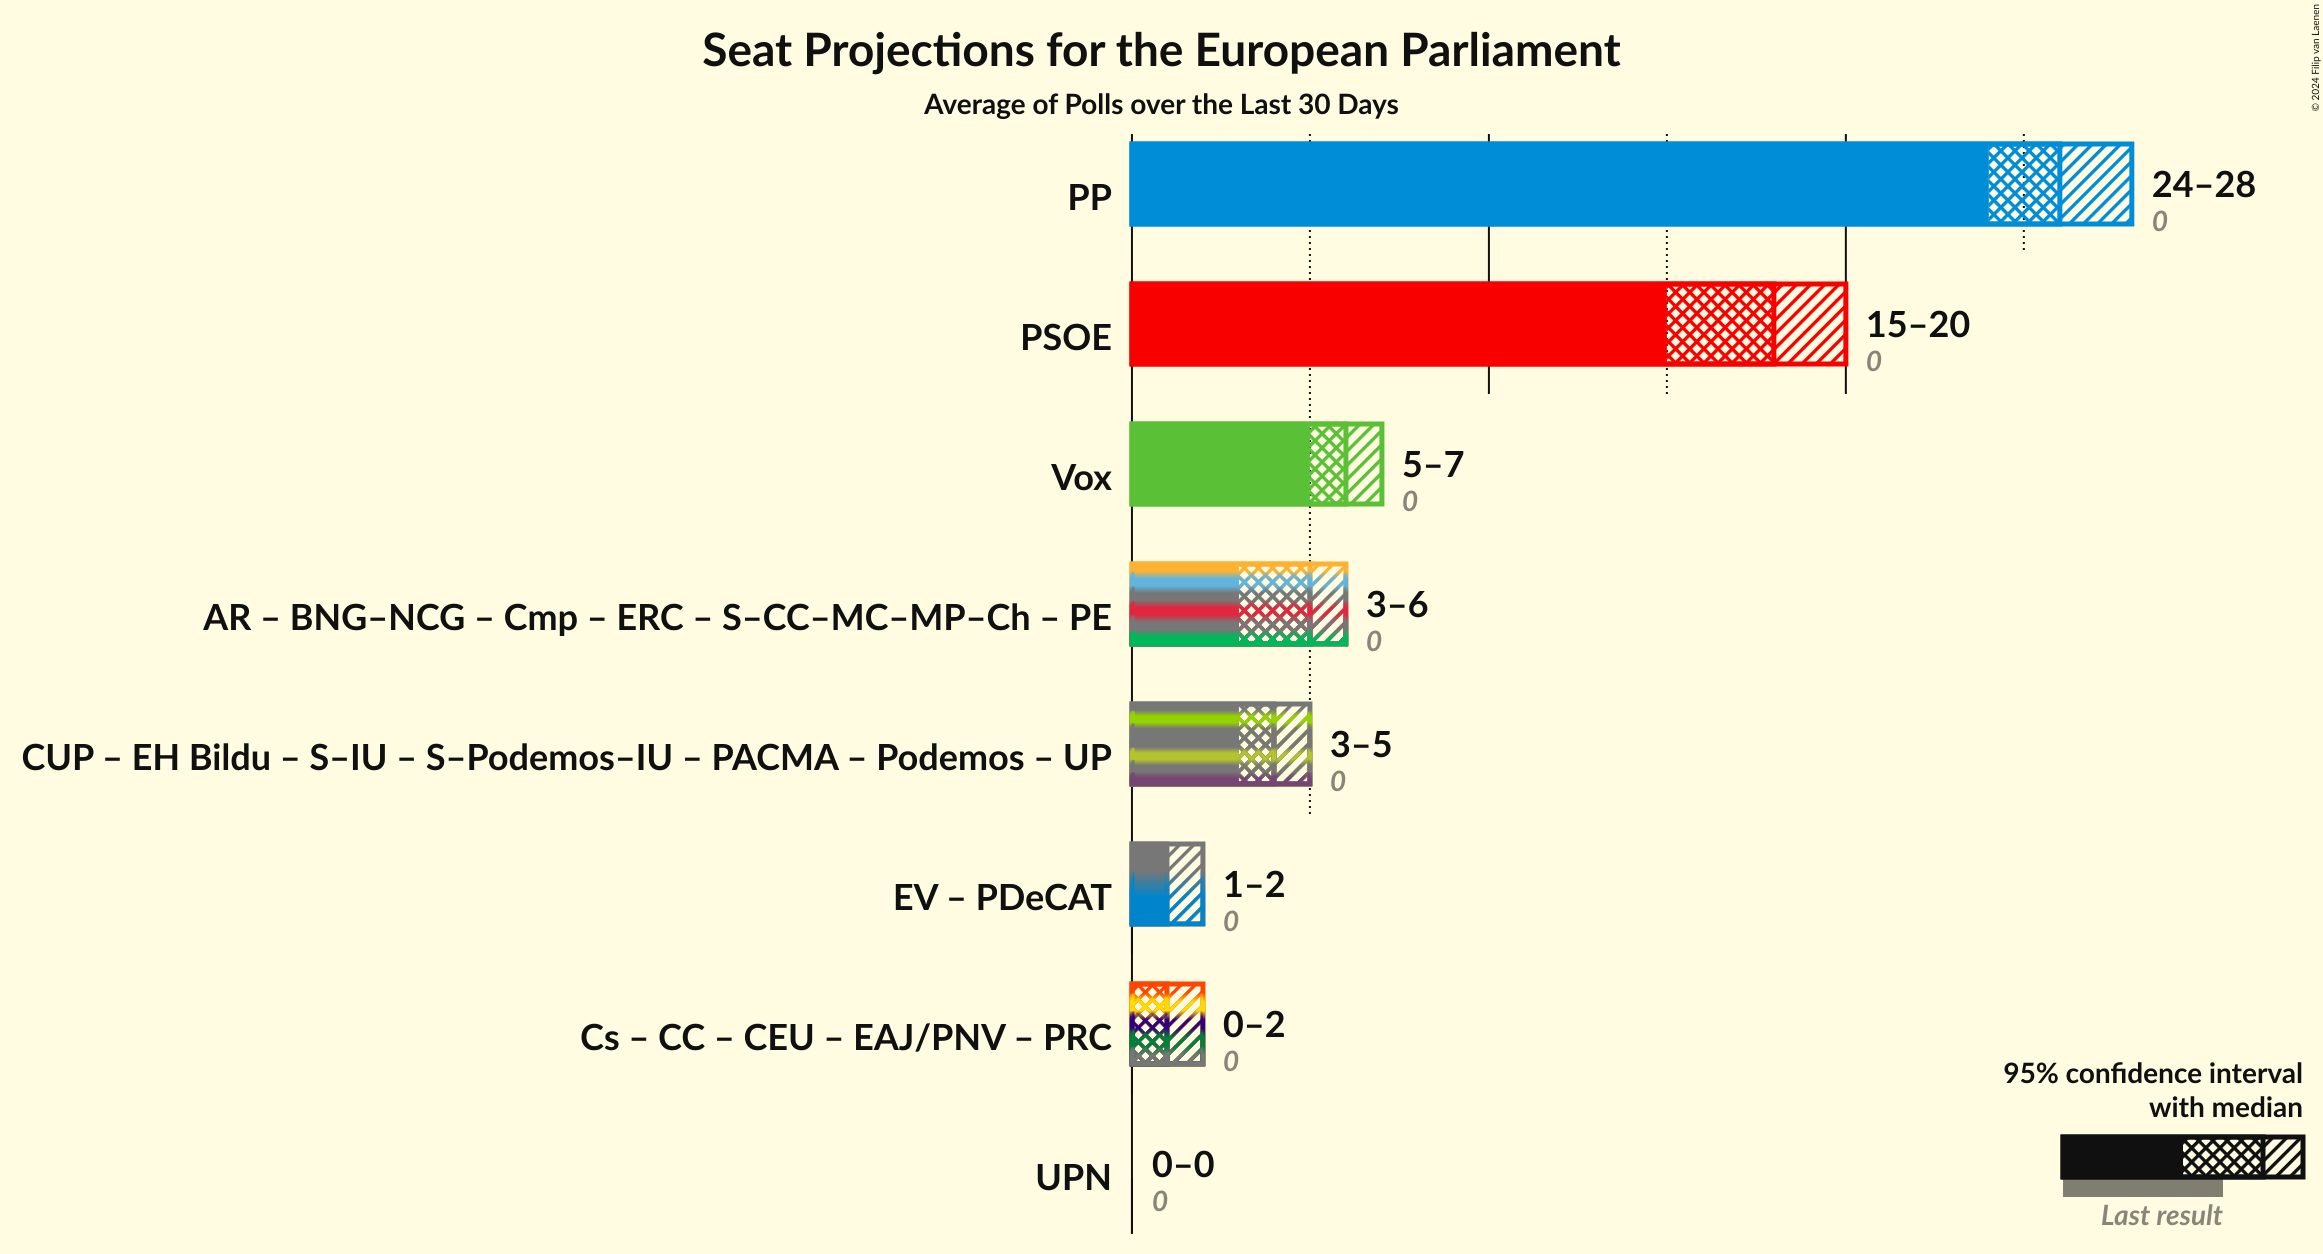 Seat Projections for the European Parliament
Average of Polls over the Last 30 Days
© 2024 Filip van Laenen
PP
24–28
0
PSOE
15–20
0
Vox
5–7
0
AR – BNG–NCG – Cmp – ERC – S–CC–MC–MP–Ch – PE
3–6
0
CUP – EH Bildu – S–IU – S–Podemos–IU – PACMA – Podemos – UP
3–5
0
EV – PDeCAT
1–2
0
Cs – CC – CEU – EAJ/PNV – PRC
0–2
0
UPN
0–0
0
95% confidence interval
with median
Last result